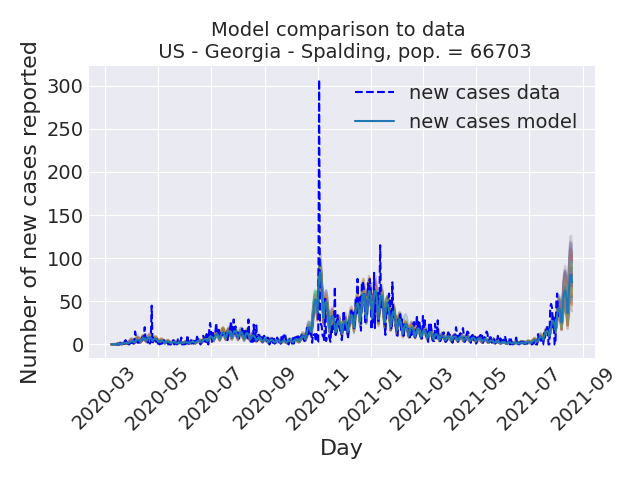 Model comparison to data
US - Georgia - Spalding, pop. = 66703
Number of new cases reported
300
250
200
150
100
50
0
new cases data
new cases model
2020-03
2020-05
2020-07
2020-09
2020-11
2021-01
2021-03
2021-05
2021-07
2021-09
Day